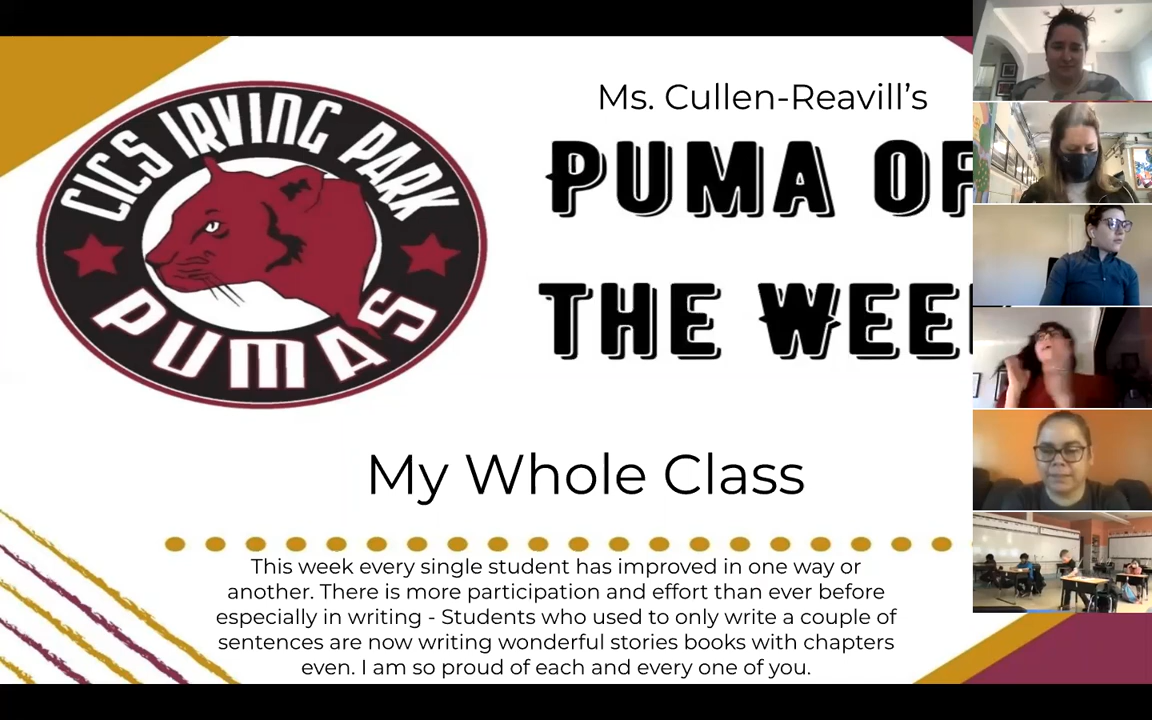 CICS IRVING PARK
PUMAS
Ms. Cullen-Reavill's
PUMA OF
THE WEE
My Whole Class
This week every single student has improved in one way or
another. There is more participation and effort than ever before
especially in writing - Students who used to only write a couple of
sentences are now writing wonderful stories books with chapters
even. I am so proud of each and every one of you.